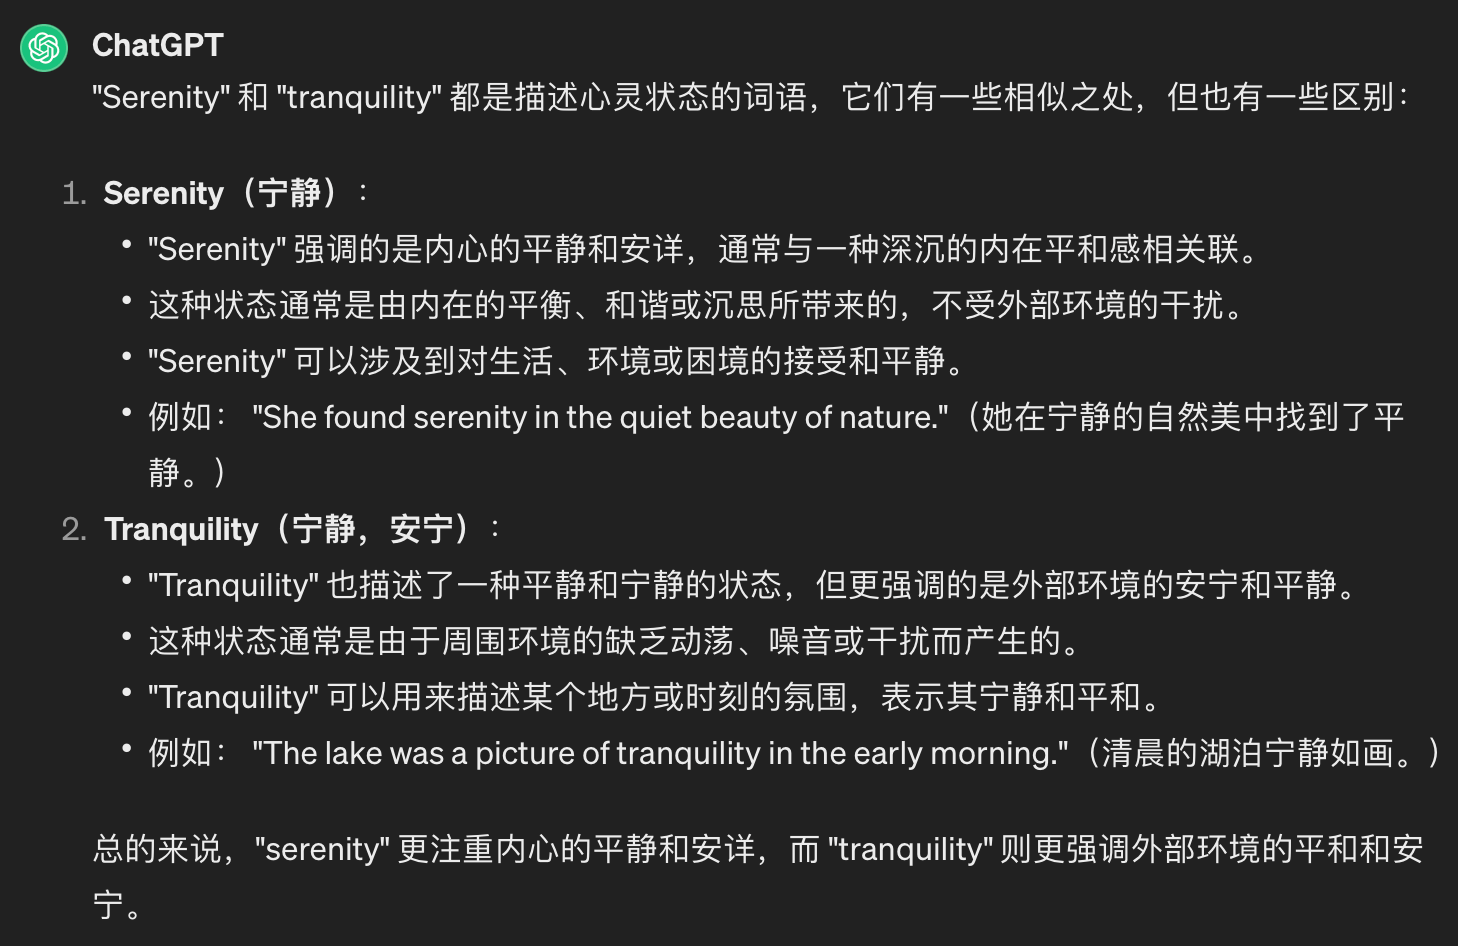 ChatGPT
"Serenity" 和 "tranquility" 都是描述心灵状态的词语，它们有一些相似之处，但也有一些区别：
1. Serenity（宁静）：
• "Serenity" 强调的是内心的平静和安详，通常与一种深沉的内在平和感相关联。
• 这种状态通常是由内在的平衡、和谐或沉思所带来的，不受外部环境的干扰。
• "Serenity" 可以涉及到对生活、环境或困境的接受和平静。
• 例如： "She found serenity in the quiet beauty of nature."（她在宁静的自然美中找到了平
静。）
2. Tranquility（宁静，安宁）：
• "Tranquility" 也描述了一种平静和宁静的状态，但更强调的是外部环境的安宁和平静。
• 这种状态通常是由于周围环境的缺乏动荡、噪音或干扰而产生的。
• "Tranquility" 可以用来描述某个地方或时刻的氛围，表示其宁静和平和。
• 例如： "The lake was a picture of tranquility in the early morning."（清晨的湖泊宁静如画。）
总的来说，"serenity" 更注重内心的平静和安详，而 "tranquility" 则更强调外部环境的平和和安
宁。